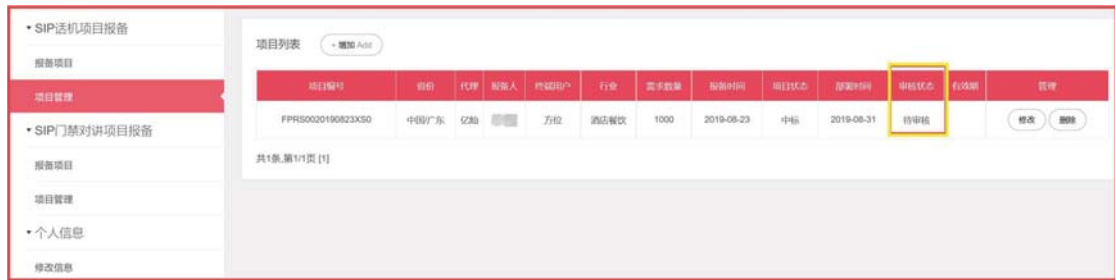 SIP话机项目报备
报备项目
项目管理
SIP门禁对讲项目报备
报备项目
项目管理
个人信息
修改信息
项目列表 + 增加 Add
项目编号 省份 代理 报备人 终端用户 行业 需求数量 报备时间 项目状态 部署时间 审核状态 有效期 管理
FPRS0020190823XS0 中国/广东 亿灿 方位 酒店餐饮 1000 2019-08-23 中标 2019-08-31 待审核 修改 删除
共1条,第1/1页 [1]